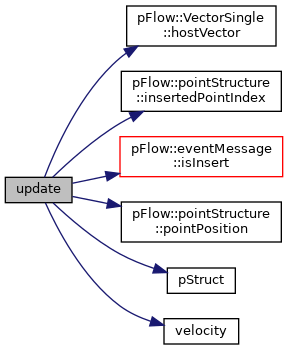 update
pFlow::VectorSingle
::hostVector
pFlow::pointStructure
::insertedPointIndex
pFlow::eventMessage
::isInsert
pFlow::pointStructure
::pointPosition
pStruct
velocity